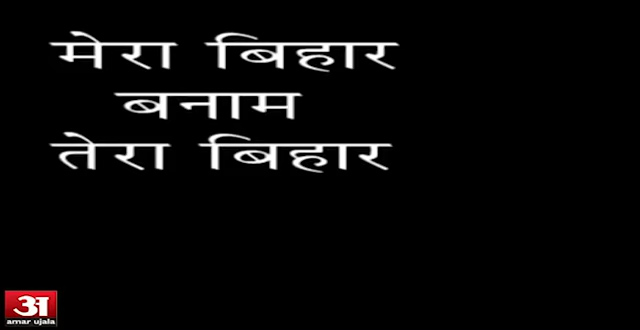 मेरा बिहार
बनाम
तेरा बिहार
अ
amar ujala